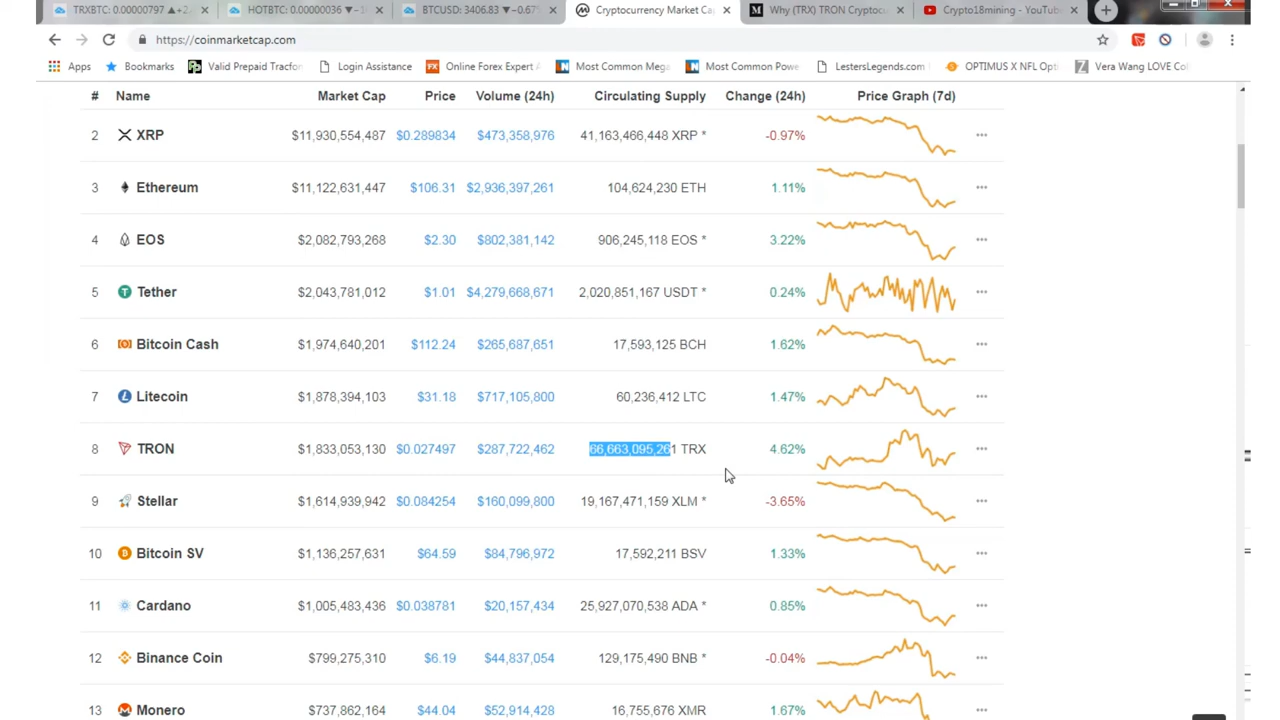 TRXBTC: 0.00000797 ▲+2. HOTBTC: 0.00000036 ▼−1 BTCUSD: 3406.83 ▼−0.67% Cryptocurrency Market Ca Why (TRX) TRON Cryptoc Crypto18mining - YouTub
https://coinmarketcap.com
Apps Bookmarks Valid Prepaid Tracfor Login Assistance Online Forex Expert A Most Common Mega Most Common Powe LestersLegends.com OPTIMUS X NFL Opti Vera Wang LOVE Col
# Name Market Cap Price Volume (24h) Circulating Supply Change (24h) Price Graph (7d)
2 XRP $11,930,554,487 $0.289834 $473,358,976 41,163,466,448 XRP * -0.97%
3 Ethereum $11,122,631,447 $106.31 $2,936,397,261 104,624,230 ETH 1.11%
4 EOS $2,082,793,268 $2.30 $802,381,142 906,245,118 EOS * 3.22%
5 Tether $2,043,781,012 $1.01 $4,279,668,671 2,020,851,167 USDT * 0.24%
6 Bitcoin Cash $1,974,640,201 $112.24 $265,687,651 17,593,125 BCH 1.62%
7 Litecoin $1,878,394,103 $31.18 $717,105,800 60,236,412 LTC 1.47%
8 TRON $1,833,053,130 $0.027497 $287,722,462 66,663,095,261 TRX 4.62%
9 Stellar $1,614,939,942 $0.084254 $160,099,800 19,167,471,159 XLM * -3.65%
10 Bitcoin SV $1,136,257,631 $64.59 $84,796,972 17,592,211 BSV 1.33%
11 Cardano $1,005,483,436 $0.038781 $20,157,434 25,927,070,538 ADA * 0.85%
12 Binance Coin $799,275,310 $6.19 $44,837,054 129,175,490 BNB * -0.04%
13 Monero $737,862,164 $44.04 $52,914,428 16,755,676 XMR 1.67%